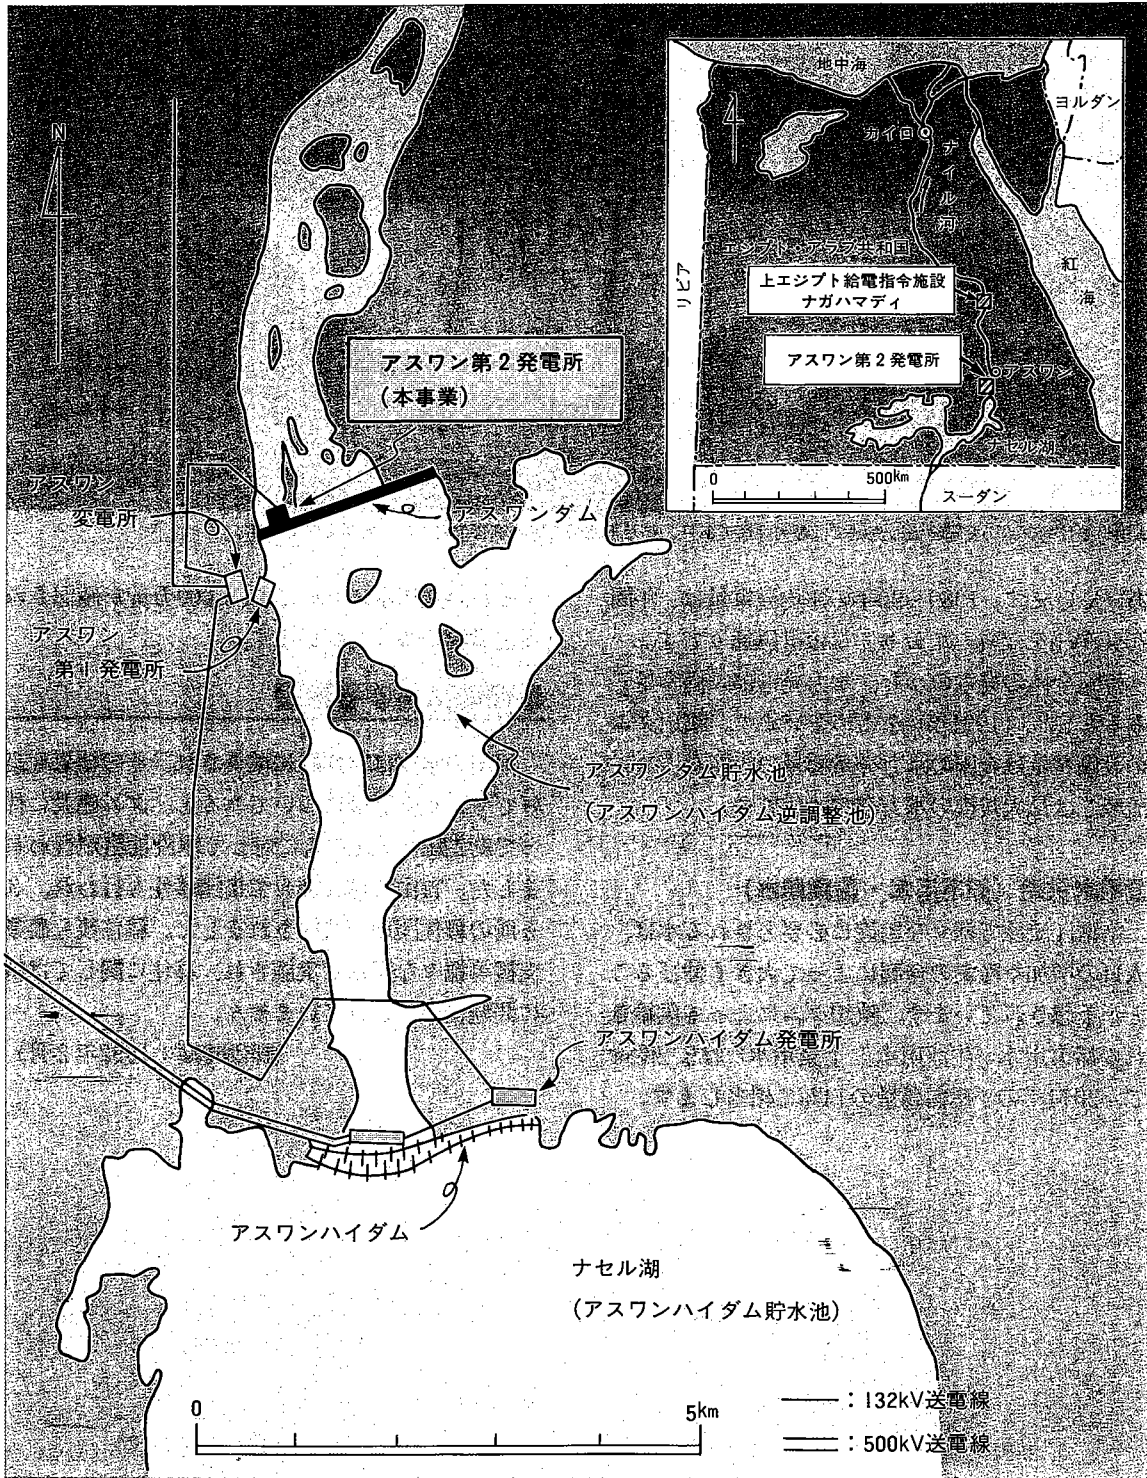 N
アスワン第2発電所
(本事業)
アスワン
変電所
アスワンダム
アスワン
第1発電所
アスワンダム貯水池
(アスワンハイダム逆調整池)
アスワンハイダム発電所
アスワンハイダム
ナセル湖
(アスワンハイダム貯水池)
0 5km
:132kV送電線
:500kV送電線
地中海
ヨルダン
カイロ
ナイル河
エジプト・アラブ共和国
リビア
紅海
上エジプト給電指令施設
ナガハマディ
アスワン第2発電所
アスワン
ナセル湖
0 500km
スーダン